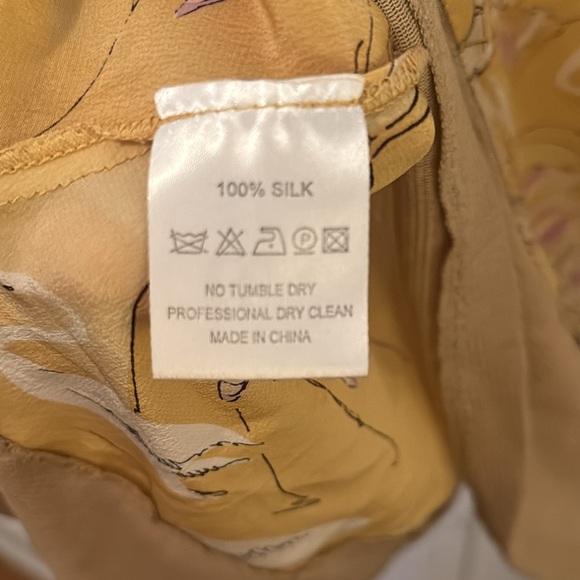 100% SILK
P
NO TUMBLE DRY
PROFESSIONAL DRY CLEAN
MADE IN CHINA